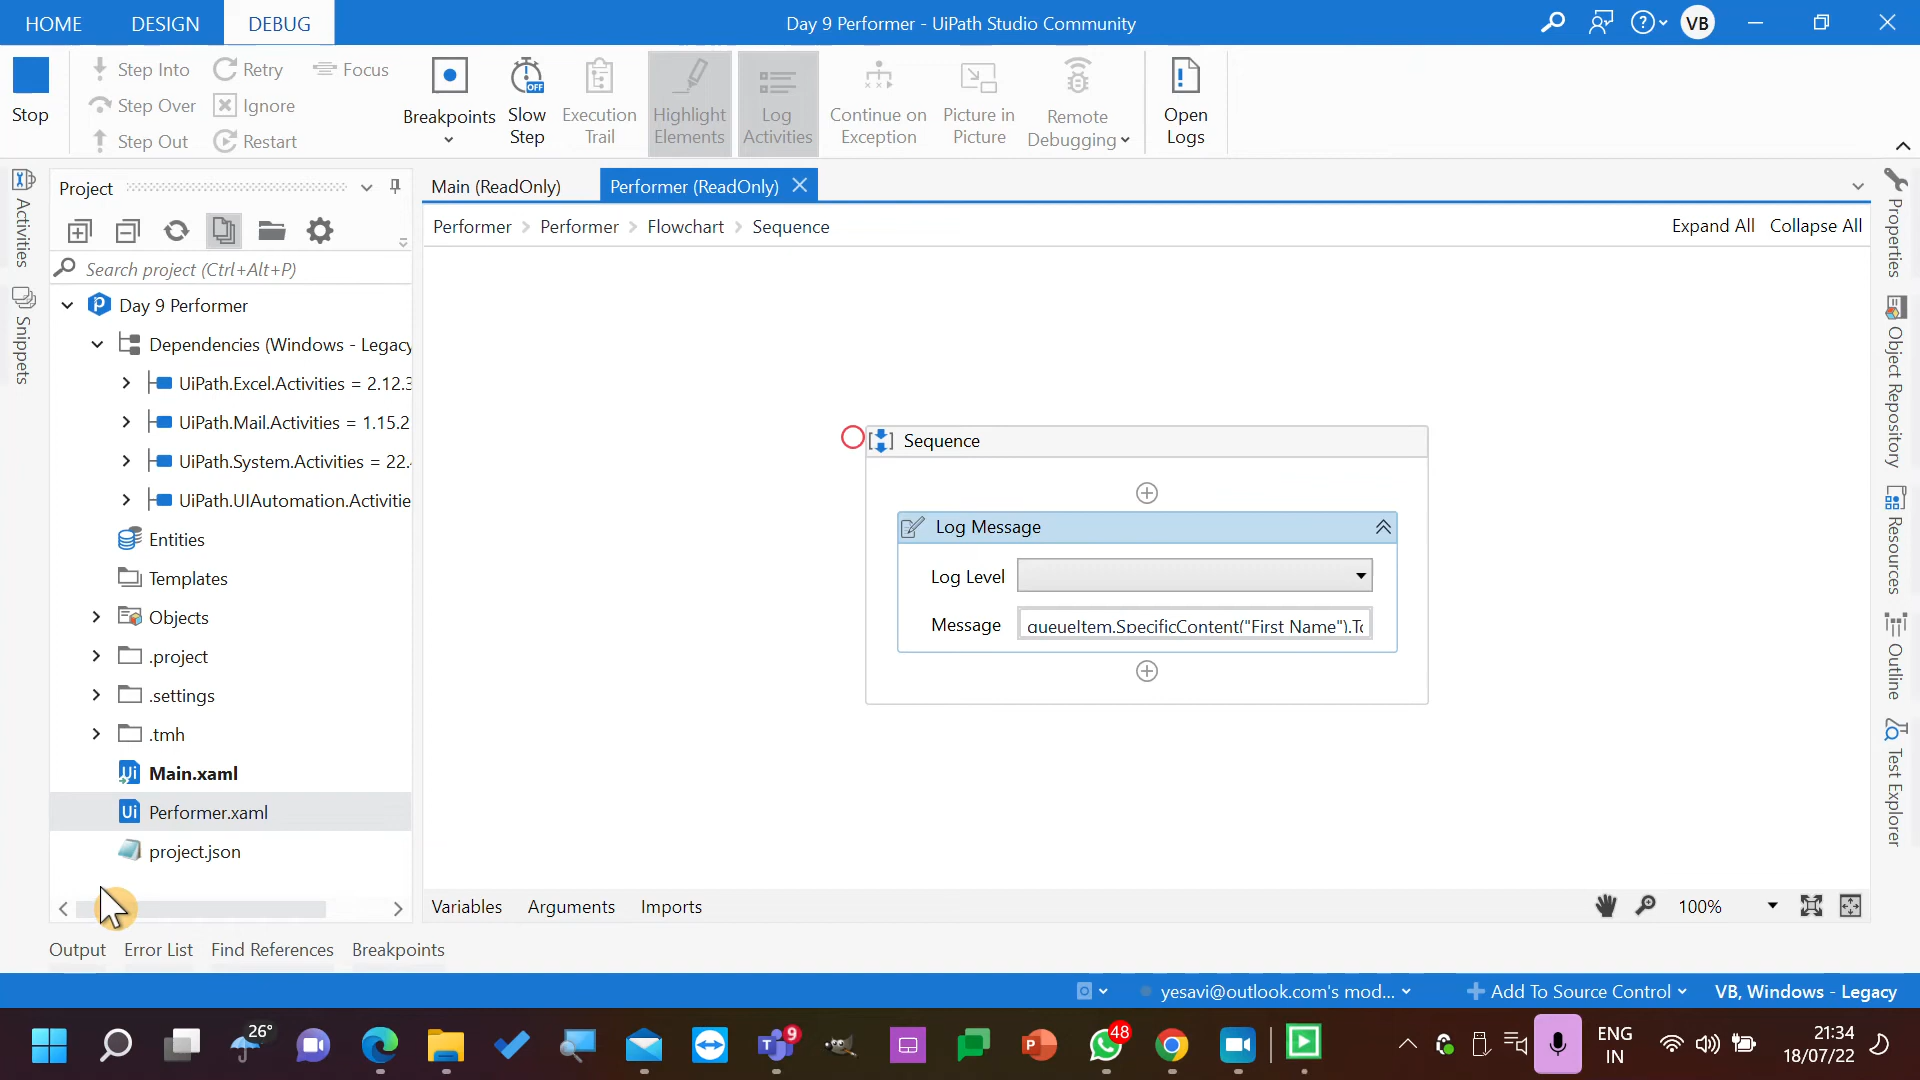 HOME DESIGN DEBUG Day 9 Performer - UiPath Studio Community VB
Step Into Retry Focus
Step Over Ignore
Step Out Restart
Stop
Breakpoints
Slow
Step
Execution
Trail
Highlight
Elements
Log
Activities
Continue on
Exception
Picture in
Picture
Remote
Debugging
Open
Logs
OFF
Activities
Snippets
Project
Search project (Ctrl+Alt+P)
Day 9 Performer
Dependencies (Windows - Legacy
UiPath.Excel.Activities = 2.12.3
UiPath.Mail.Activities = 1.15.2
UiPath.System.Activities = 22.
UiPath.UIAutomation.Activitie
Entities
Templates
Objects
.project
.settings
.tmh
Main.xaml
Performer.xaml
project.json
Main (ReadOnly) Performer (ReadOnly)
Performer Performer Flowchart Sequence Expand All Collapse All
Sequence
Log Message
Log Level
Message queueItem.SpecificContent("First Name").To
Variables Arguments Imports 100%
Properties
Object Repository
Resources
Outline
Test Explorer
Output Error List Find References Breakpoints
yesavi@outlook.com's mod... Add To Source Control VB, Windows - Legacy
26° 9 48
ENG
IN
21:34
18/07/22